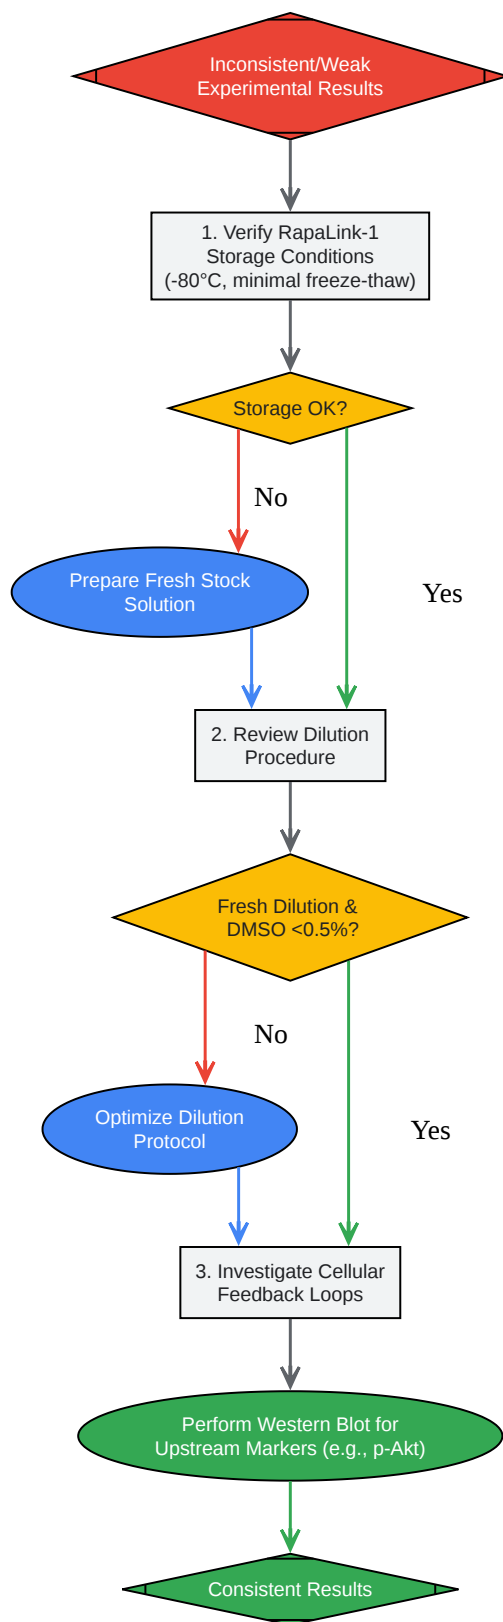 Inconsistent/Weak
Experimental Results
1. Verify RapaLink-1
Storage Conditions
(-80°C, minimal freeze-thaw)
Storage OK?
No
Prepare Fresh Stock
Solution
Yes
2. Review Dilution
Procedure
Fresh Dilution &
DMSO <0.5%?
No
Optimize Dilution
Protocol
Yes
3. Investigate Cellular
Feedback Loops
Perform Western Blot for
Upstream Markers (e.g., p-Akt)
Consistent Results